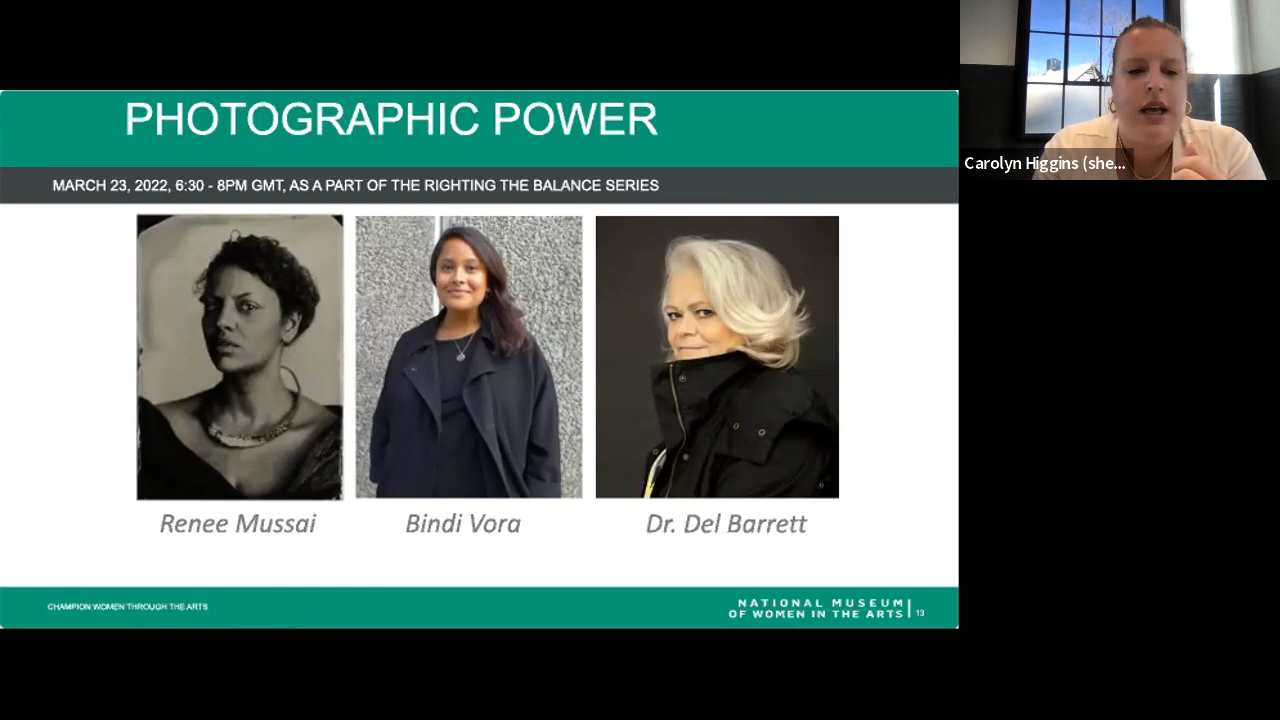 PHOTOGRAPHIC POWER
MARCH 23, 2022, 6:30 - 8PM GMT, AS A PART OF THE RIGHTING THE BALANCE SERIES
Renee Mussai
Bindi Vora
Dr. Del Barrett
CHAMPION WOMEN THROUGH THE ARTS
NATIONAL MUSEUM
OF WOMEN IN THE ARTS
13
Carolyn Higgins (she...